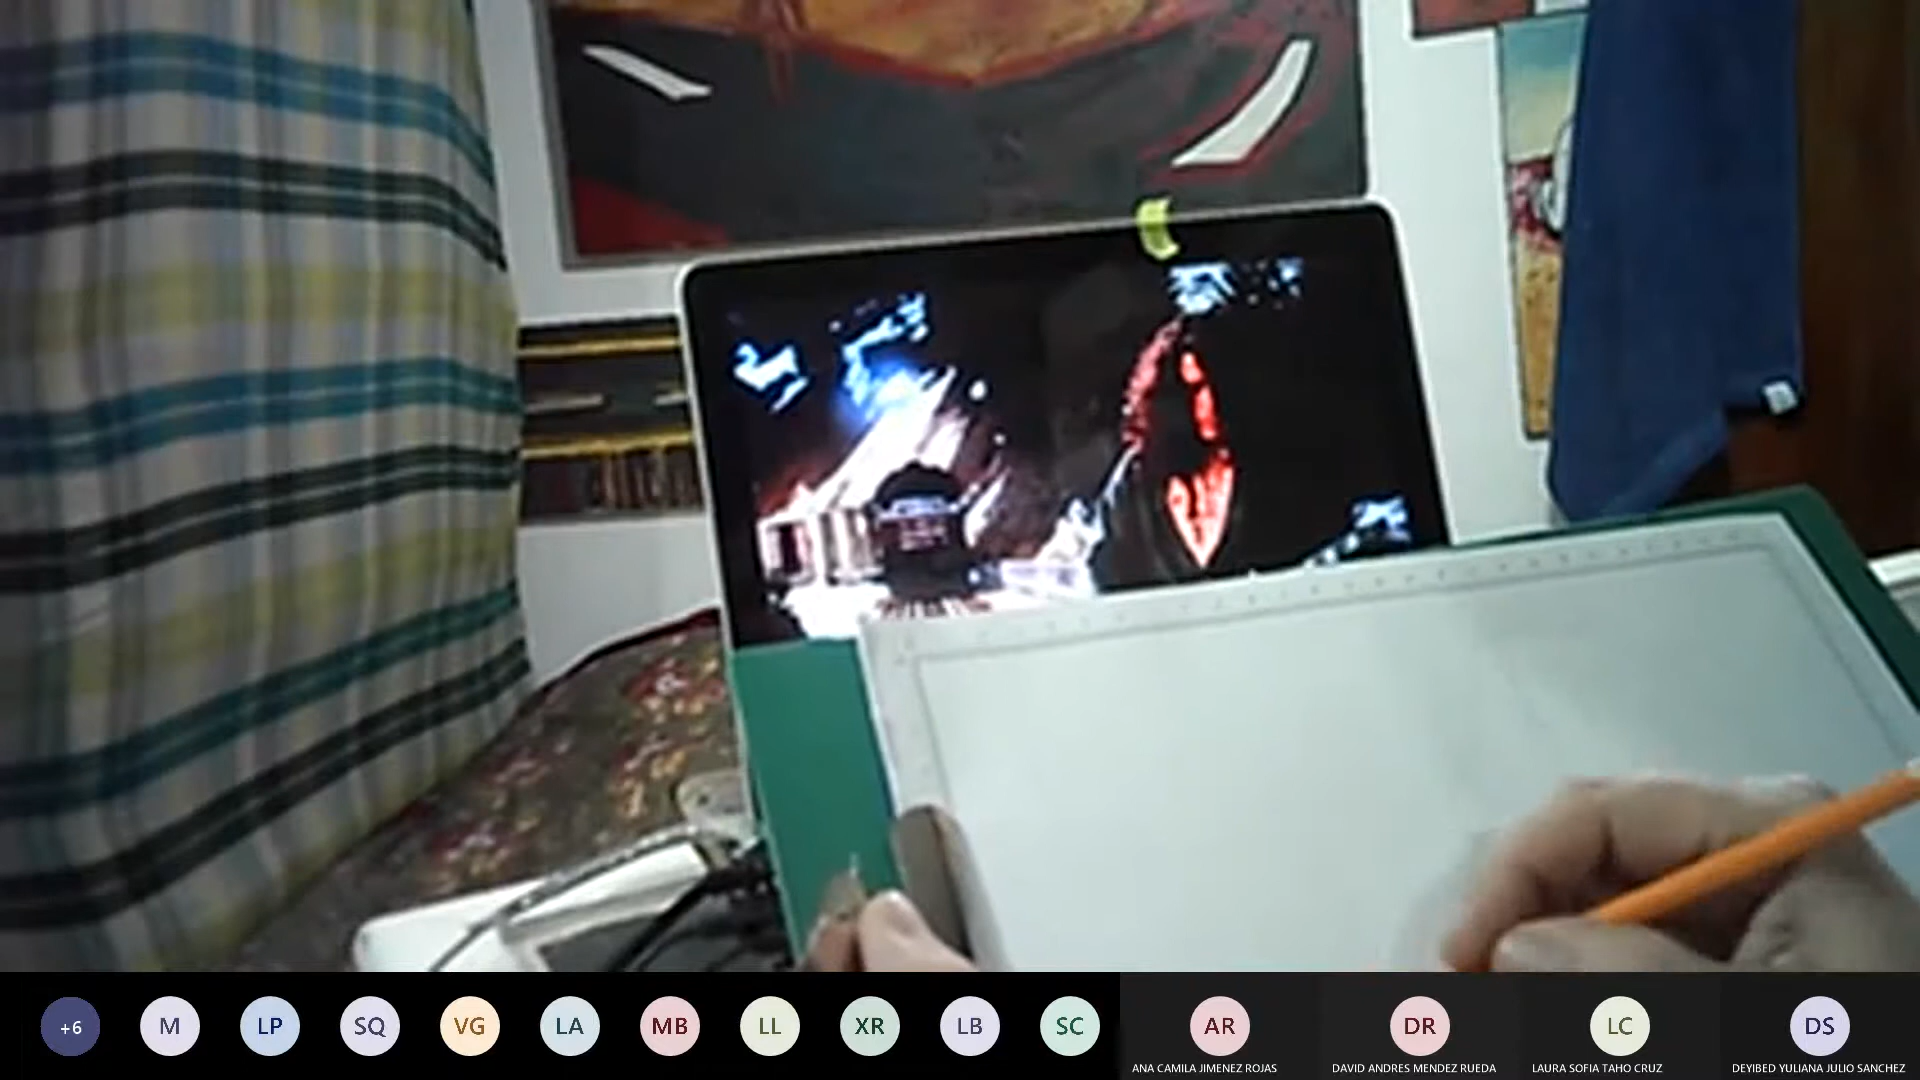 +6
M
LP
SQ
VG
LA
MB
LL
XR
LB
SC
AR
DR
LC
DS
ANA CAMILA JIMENEZ ROJAS
DAVID ANDRES MENDEZ RUEDA
LAURA SOFIA TAHO CRUZ
DEYIBED YULIANA JULIO SANCHEZ